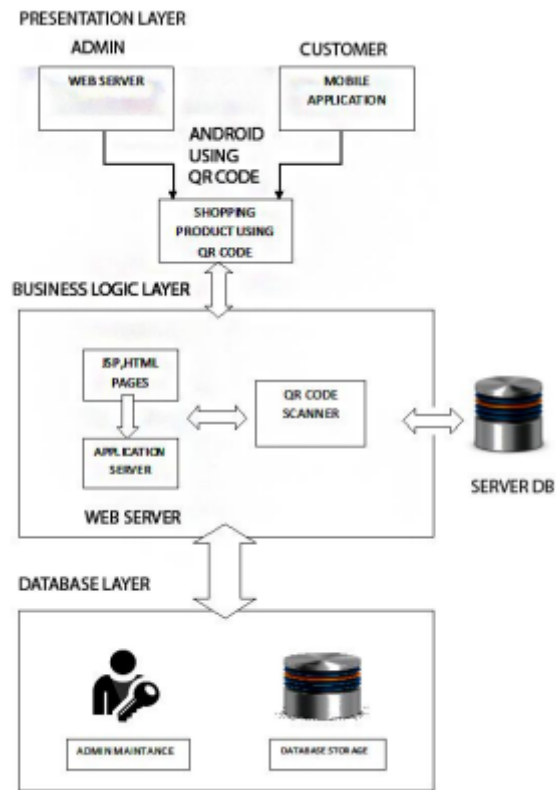 PRESENTATION LAYER
ADMIN
CUSTOMER
WEB SERVER
MOBILE
APPLICATION
ANDROID
USING
QR CODE
SHOPPING
PRODUCT USING
QR CODE
BUSINESS LOGIC LAYER
JSP,HTML
PAGES
QR CODE
SCANNER
APPLICATION
SERVER
WEB SERVER
SERVER DB
DATABASE LAYER
ADMIN MAINTANCE
DATABASE STORAGE